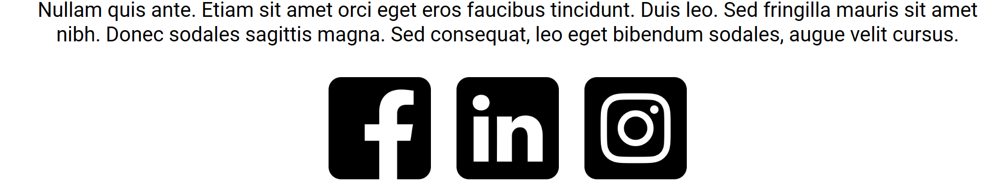 Nullam quis ante. Etiam sit amet orci eget eros faucibus tincidunt. Duis leo. Sed fringilla mauris sit amet
nibh. Donec sodales sagittis magna. Sed consequat, leo eget bibendum sodales, augue velit cursus.
f in